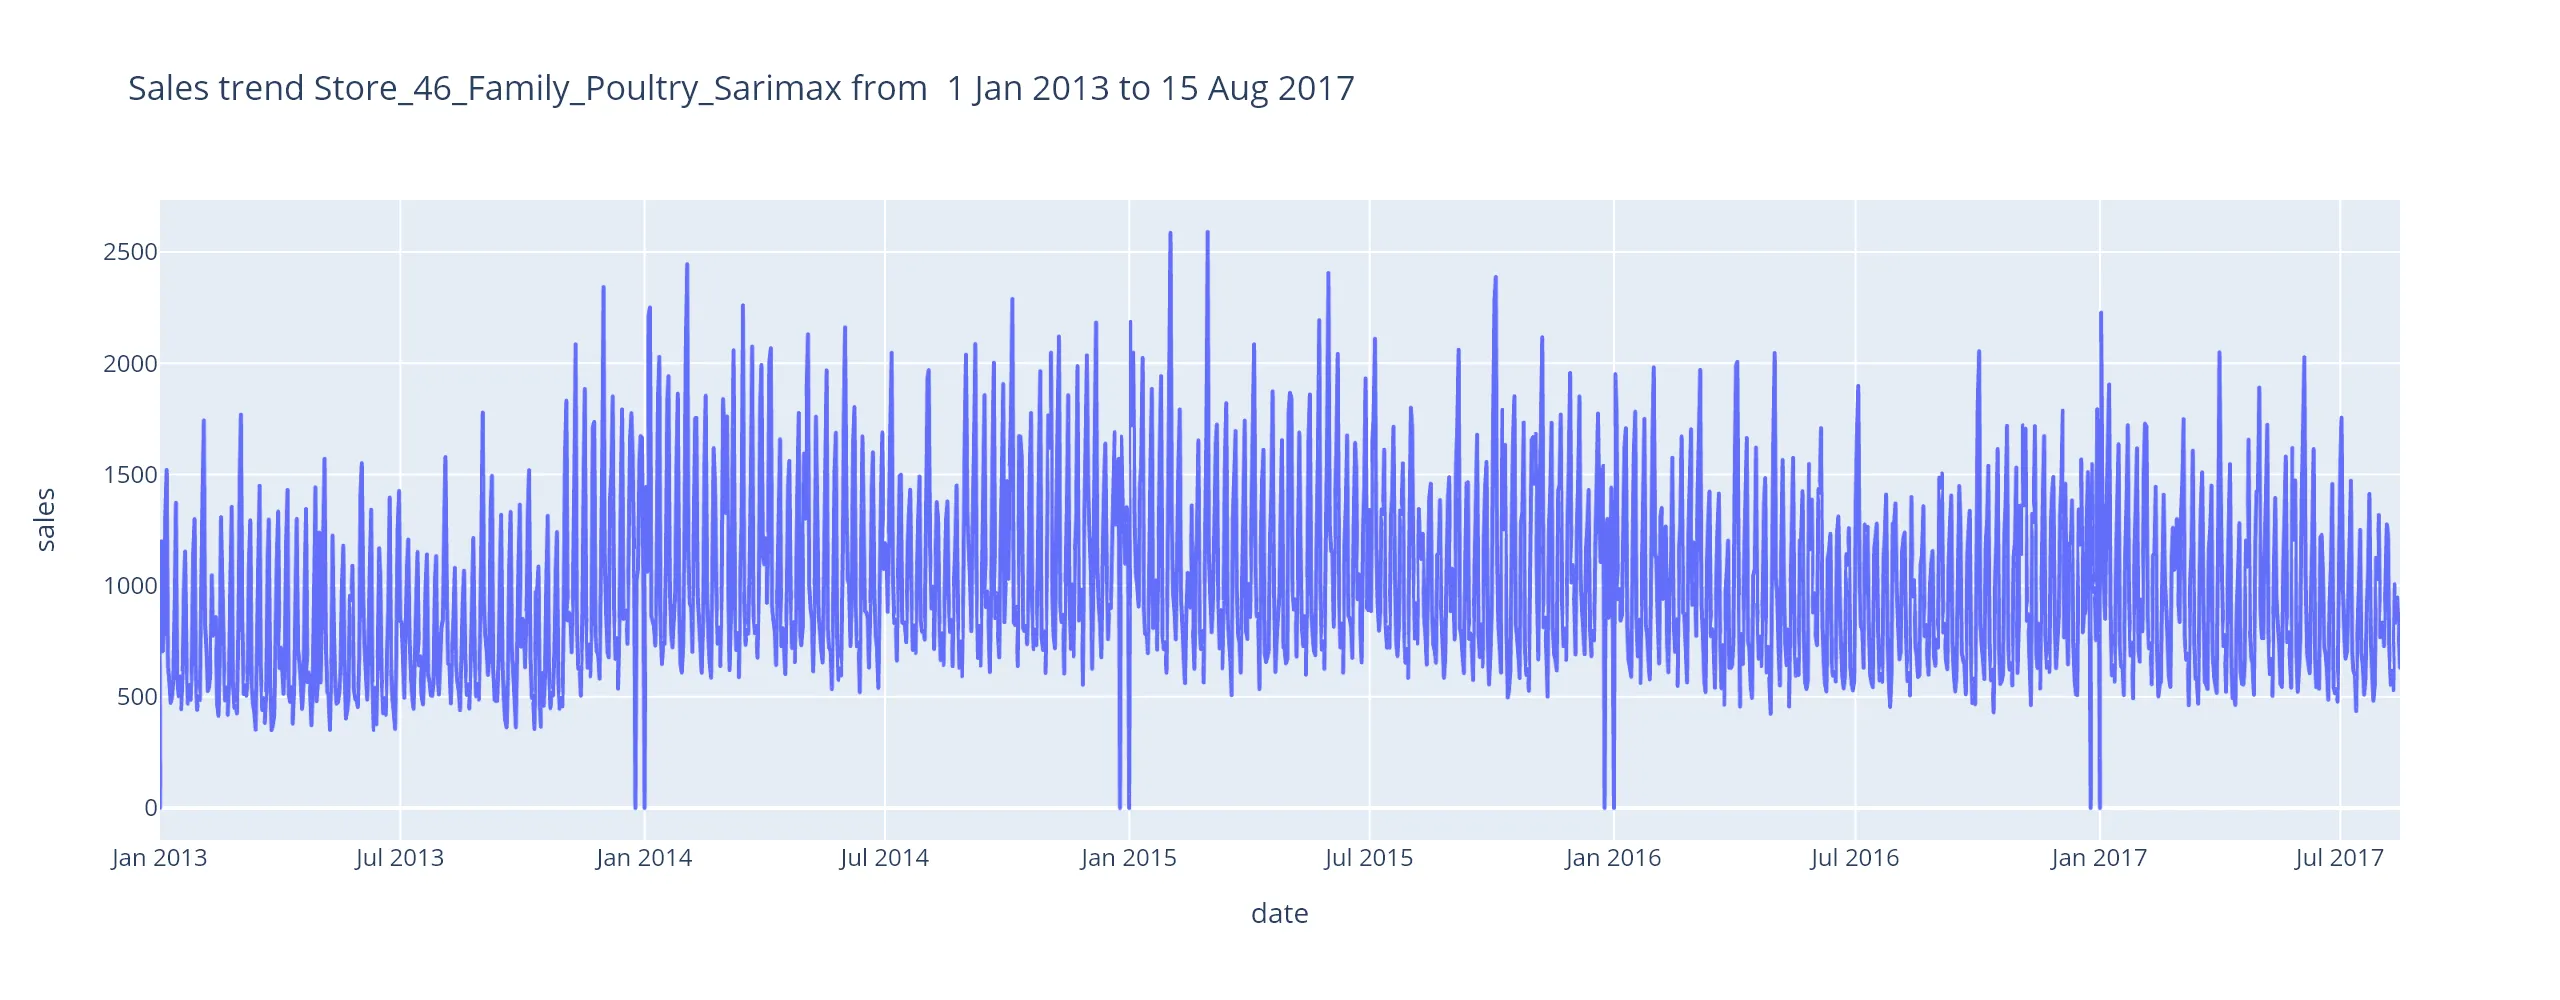 Sales trend Store_46_Family_Poultry_Sarimax from  1 Jan 2013 to 15 Aug 2017
2500
2000
1500
1000
500
0
sales
Jan 2013 Jul 2013 Jan 2014 Jul 2014 Jan 2015 Jul 2015 Jan 2016 Jul 2016 Jan 2017 Jul 2017
date